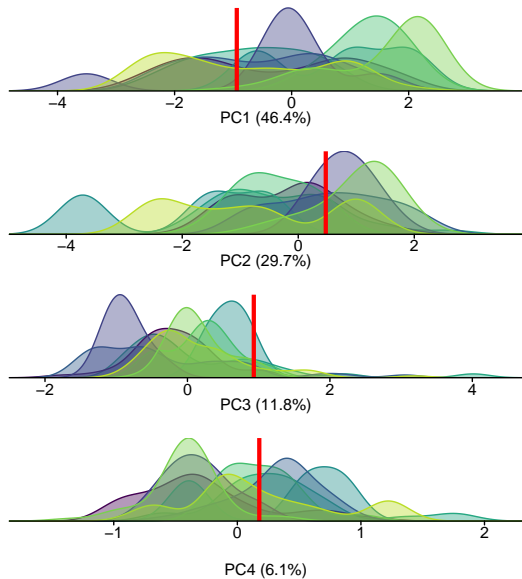 −4 −2 0 2
PC1 (46.4%)
−4 −2 0 2
PC2 (29.7%)
−2 0 2 4
PC3 (11.8%)
−1 0 1 2
PC4 (6.1%)